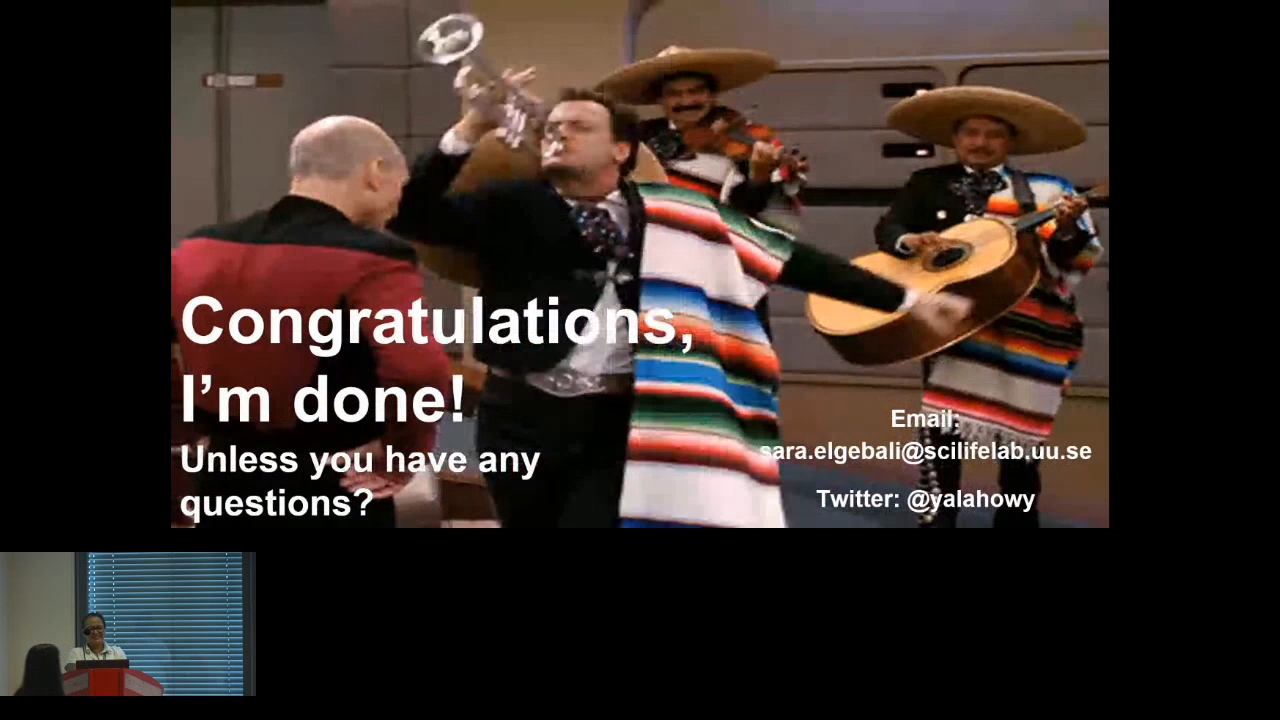 Congratulations,
I'm done!
Unless you have any
questions?
Email:
sara.elgebali@scilifelab.uu.se
Twitter: @yalahowy